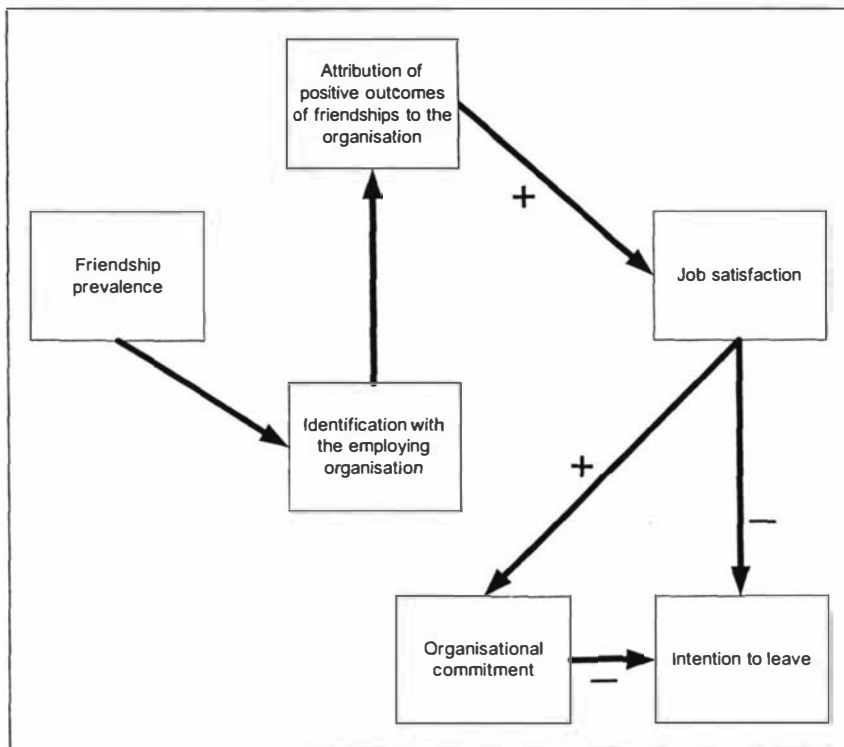 Attribution of
positive outcomes
of friendships to the
organisation
+
Friendship
prevalence
Job satisfaction
Identification with
the employing
organisation
+
−
Organisational
commitment
−
Intention to leave